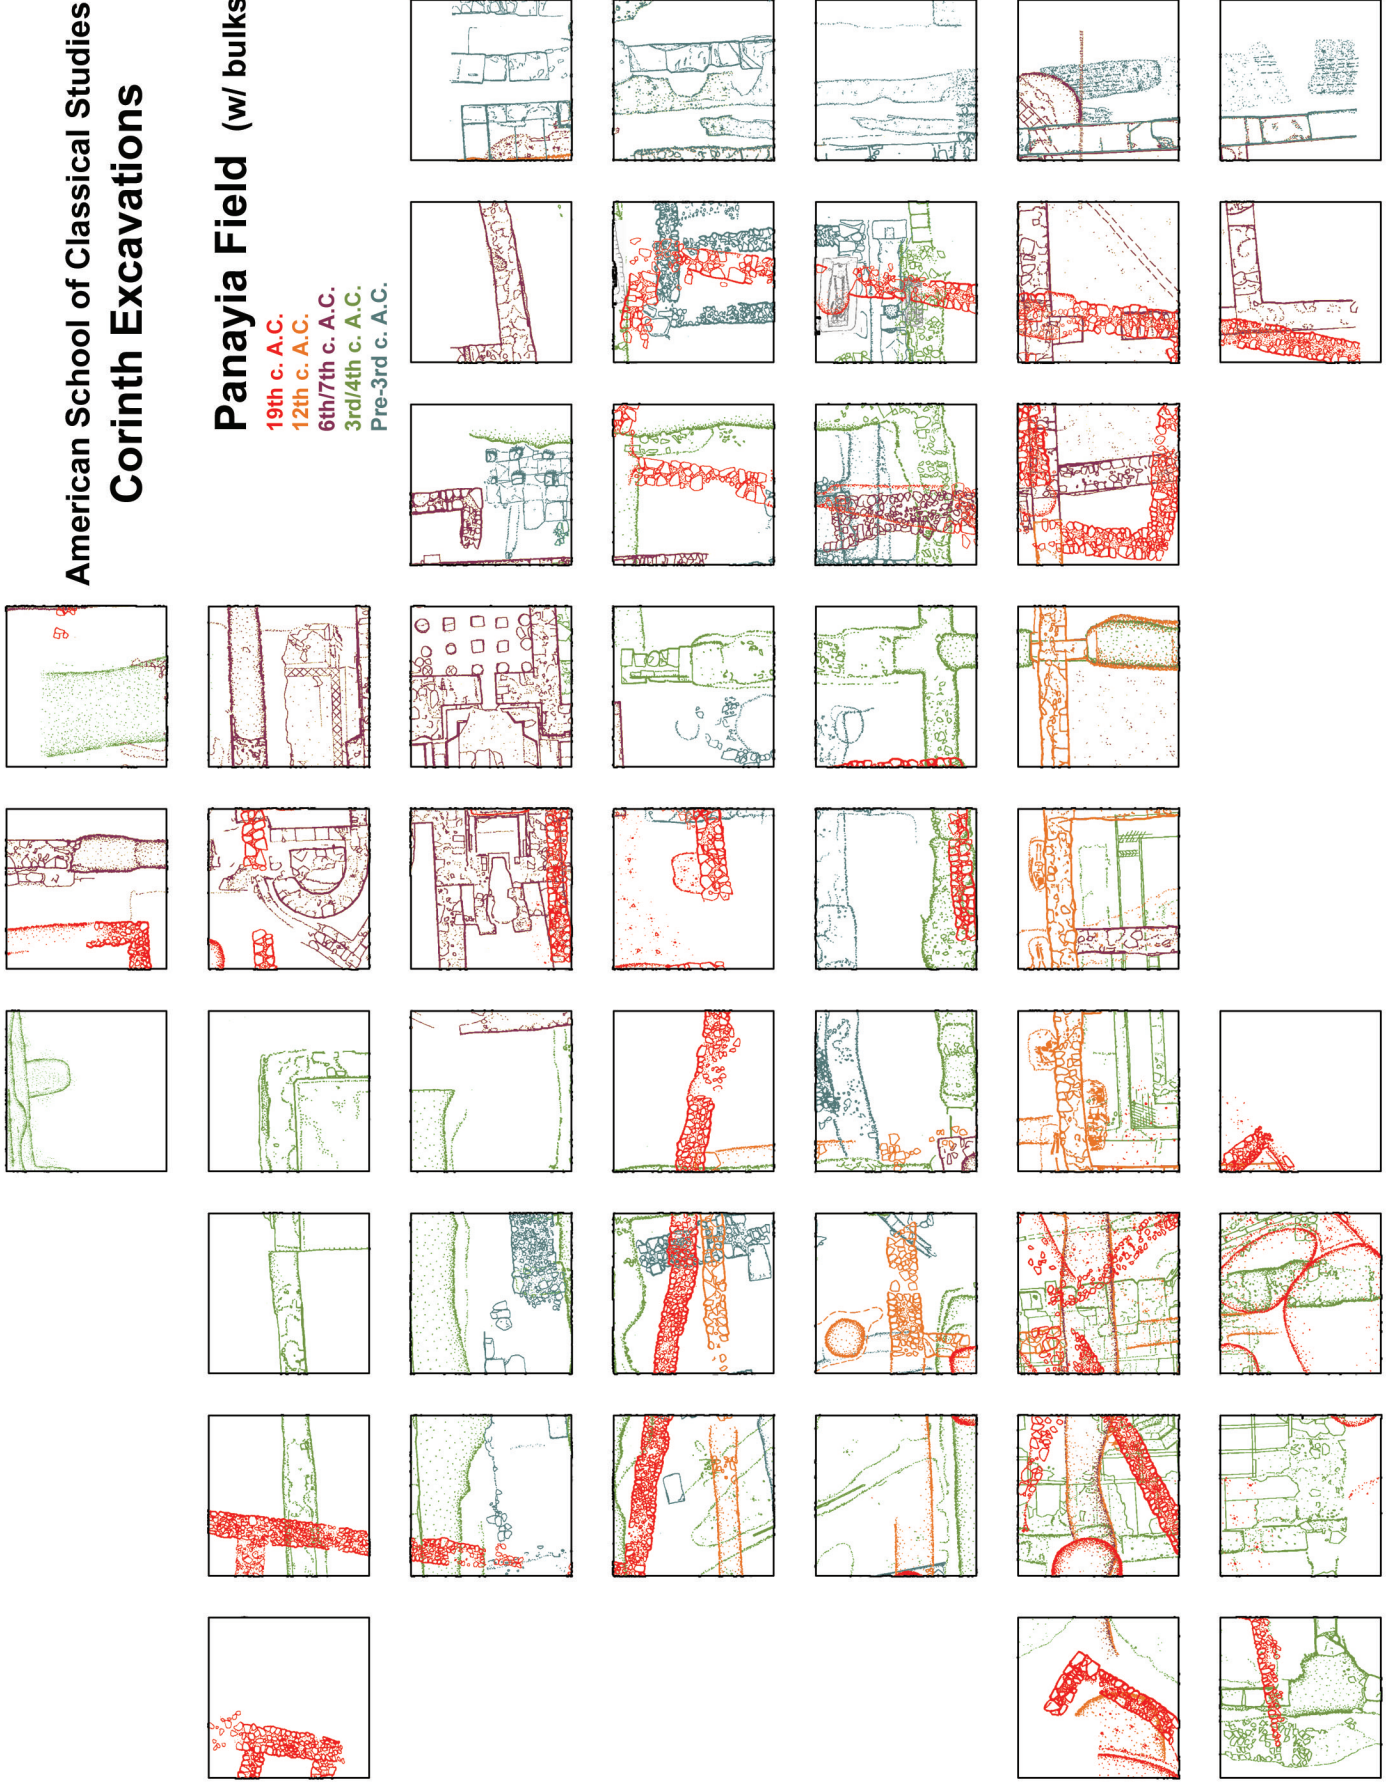 American School of Classical Studies
Corinth Excavations
Panayia Field (w/ bulks
19th c. A.C.
12th c. A.C.
6th/7th c. A.C.
3rd/4th c. A.C.
Pre-3rd c. A.C.